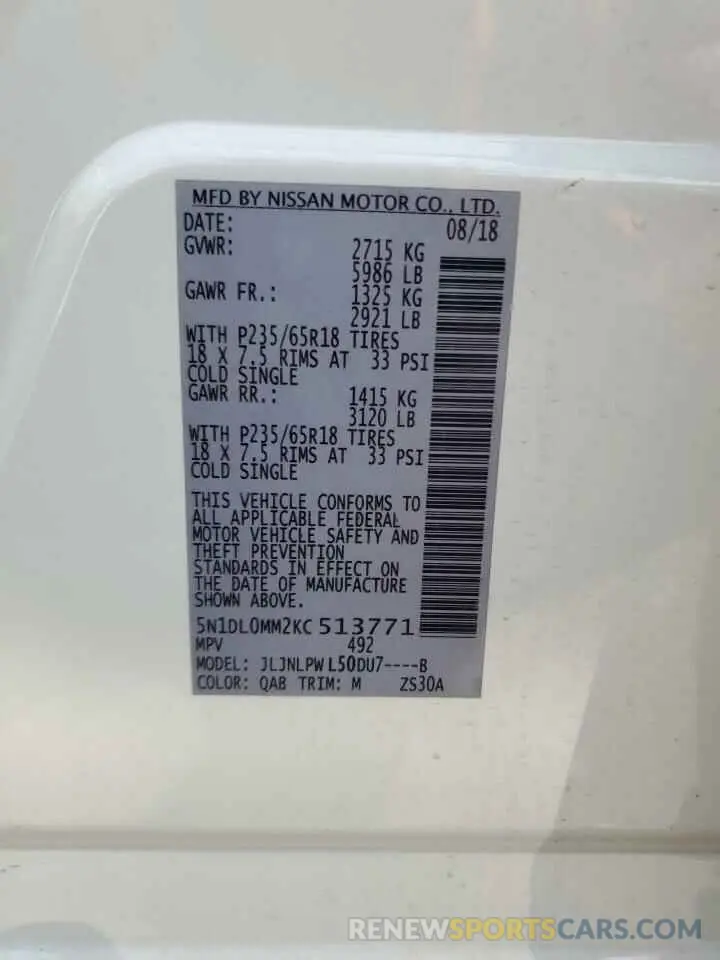 MFD BY NISSAN MOTOR CO., LTD.
DATE: 08/18
GVWR: 2715 KG
5986 LB
GAWR FR.: 1325 KG
2921 LB
WITH P235/65R18 TIRES
18 X 7.5 RIMS AT 33 PSI
COLD SINGLE
GAWR RR.: 1415 KG
3120 LB
WITH P235/65R18 TIRES
18 X 7.5 RIMS AT 33 PSI
COLD SINGLE
THIS VEHICLE CONFORMS TO
ALL APPLICABLE FEDERAL
MOTOR VEHICLE SAFETY AND
THEFT PREVENTION
STANDARDS IN EFFECT ON
THE DATE OF MANUFACTURE
SHOWN ABOVE.
5N1DL0MM2KC 513771
MPV 492
MODEL: JLJNLPW L50DU7----B
COLOR: QAB TRIM: M ZS30A
RENEWSPORTSCARS.COM